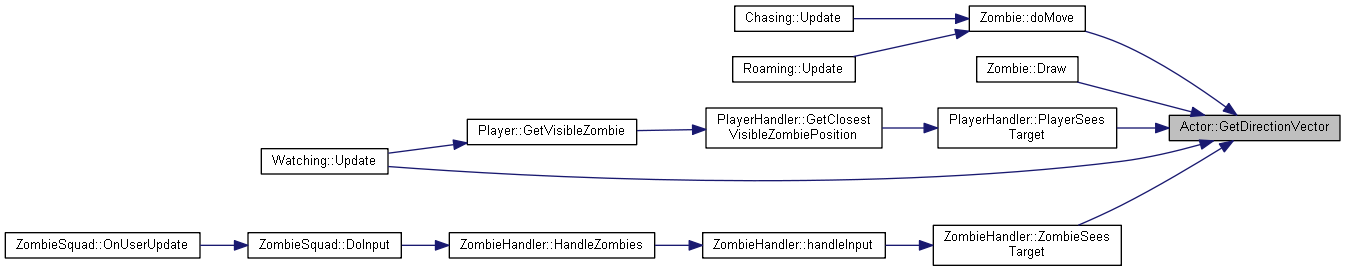 Chasing::Update
Zombie::doMove
Roaming::Update
Zombie::Draw
PlayerHandler::GetClosest
VisibleZombiePosition
PlayerHandler::PlayerSees
Target
Player::GetVisibleZombie
Actor::GetDirectionVector
Watching::Update
ZombieSquad::OnUserUpdate
ZombieSquad::DoInput
ZombieHandler::HandleZombies
ZombieHandler::handleInput
ZombieHandler::ZombieSees
Target